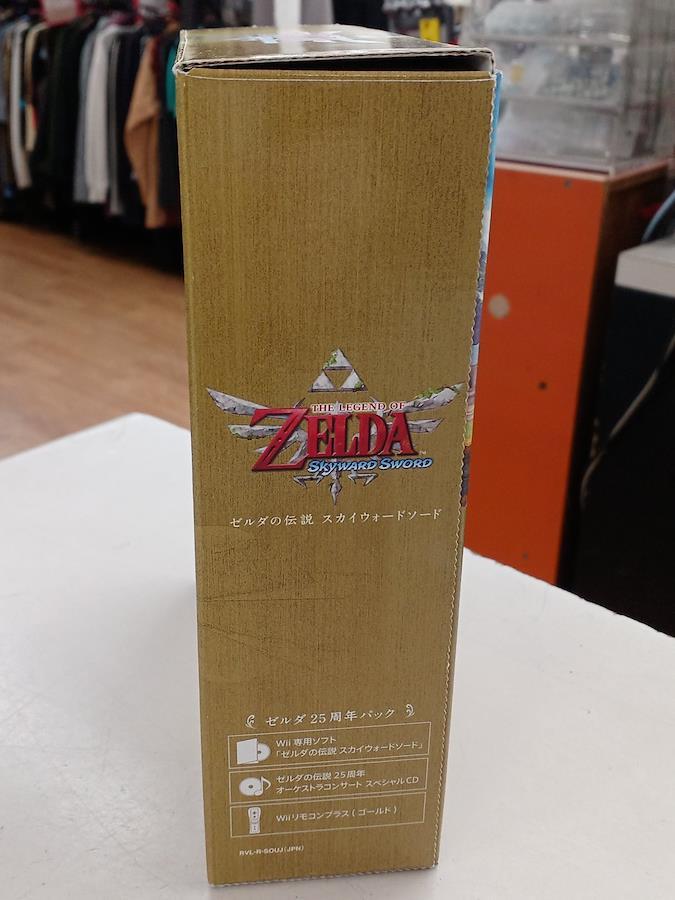 THE LEGEND OF
ZELDA
SKYWARD SWORD
TM
ゼルダの伝説 スカイウォードソード
ゼルダ 25周年パック
Wii 専用ソフト
「ゼルダの伝説 スカイウォードソード」
ゼルダの伝説 25周年
オーケストラコンサート スペシャルCD
Wiiリモコンプラス(ゴールド)
RVL-R-SOUJ(JPN)